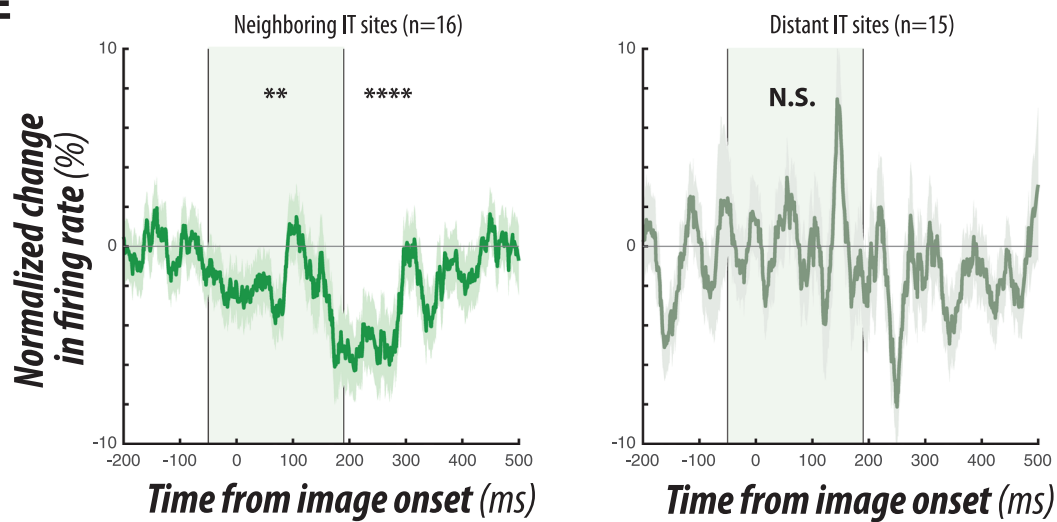 E
Neighboring IT sites (n=16)
Distant IT sites (n=15)
Normalized change
in firing rate (%)
10
0
-10
** ****
-200 -100 0 100 200 300 400 500
Time from image onset (ms)
10
0
-10
N.S.
-200 -100 0 100 200 300 400 500
Time from image onset (ms)